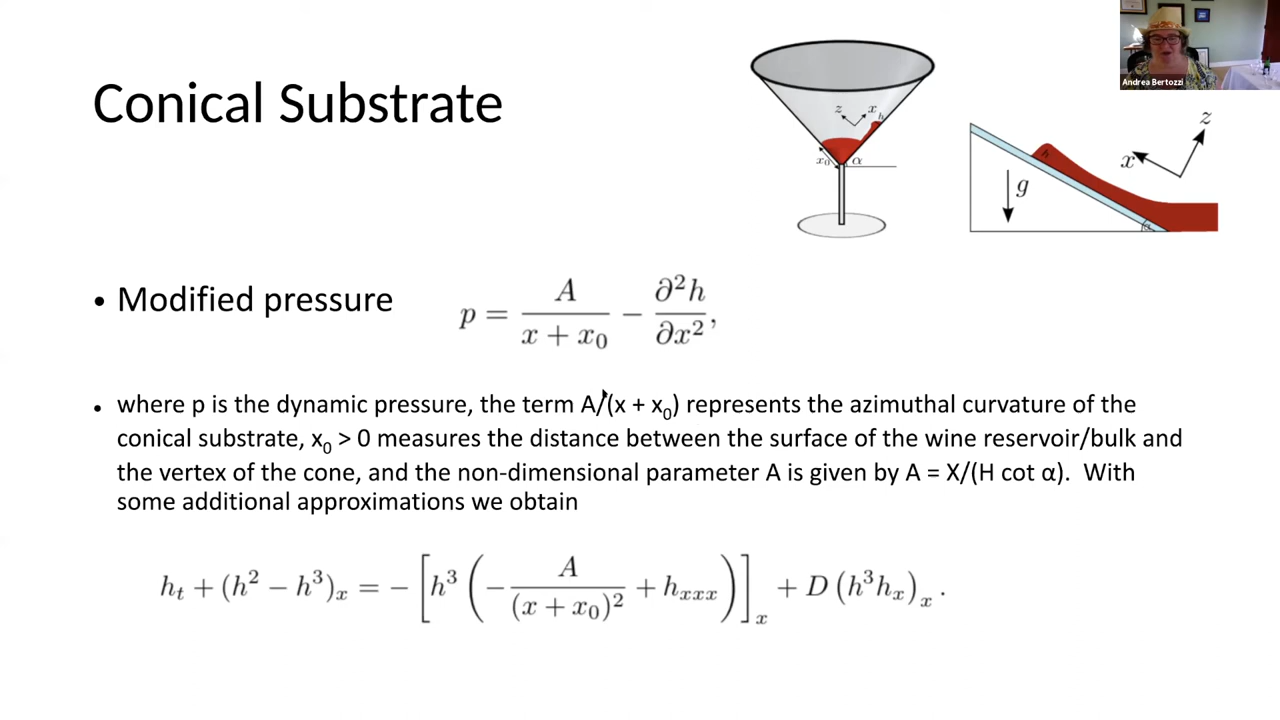 Conical Substrate
Andrea Bertozzi
z x h
x₀ α
h x z
g
α
• Modified pressure p = A/(x + x₀) − ∂²h/∂x²,
• where p is the dynamic pressure, the term A/(x + x₀) represents the azimuthal curvature of the
conical substrate, x₀ > 0 measures the distance between the surface of the wine reservoir/bulk and
the vertex of the cone, and the non-dimensional parameter A is given by A = X/(H cot α). With
some additional approximations we obtain
hₜ + (h² − h³)ₓ = − [h³ (−A/(x + x₀)² + hₓₓₓ)]ₓ + D (h³hₓ)ₓ .